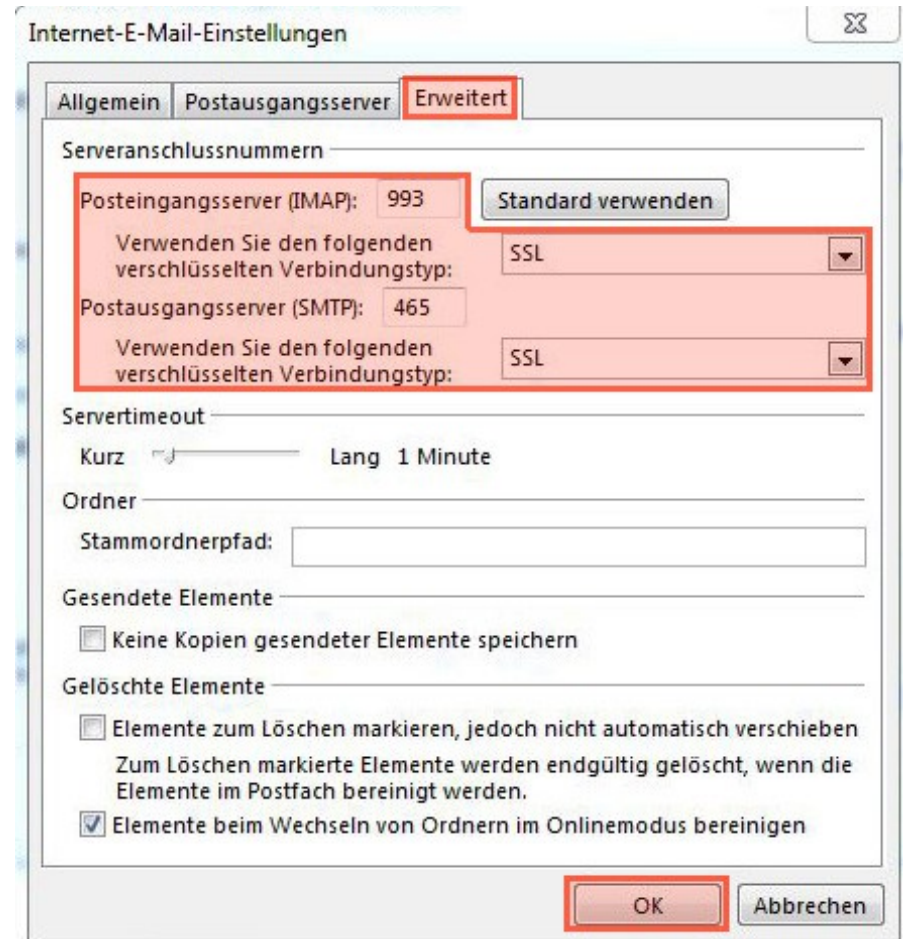 Internet-E-Mail-Einstellungen
Allgemein Postausgangsserver Erweitert
Serveranschlussnummern
Posteingangsserver (IMAP): 993 Standard verwenden
Verwenden Sie den folgenden
verschlüsselten Verbindungstyp: SSL
Postausgangsserver (SMTP): 465
Verwenden Sie den folgenden
verschlüsselten Verbindungstyp: SSL
Servertimeout
Kurz Lang 1 Minute
Ordner
Stammordnerpfad:
Gesendete Elemente
Keine Kopien gesendeter Elemente speichern
Gelöschte Elemente
Elemente zum Löschen markieren, jedoch nicht automatisch verschieben
Zum Löschen markierte Elemente werden endgültig gelöscht, wenn die
Elemente im Postfach bereinigt werden.
Elemente beim Wechseln von Ordnern im Onlinemodus bereinigen
OK Abbrechen